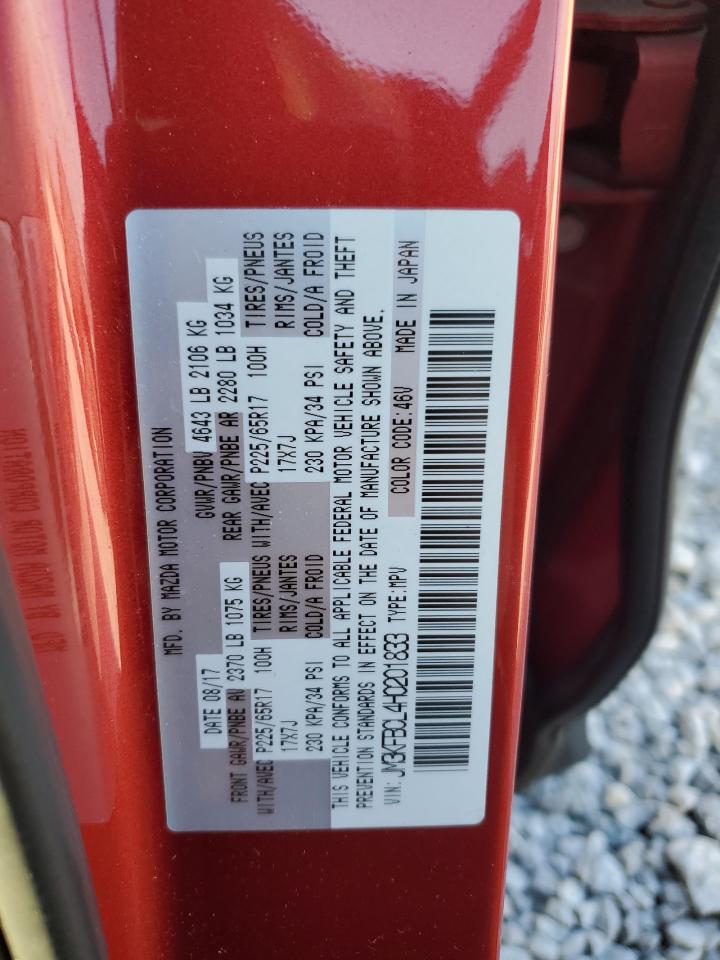 MFD. BY MAZDA MOTOR CORPORATION
DATE 08/17 GVWR/PNBV 4643 LB 2106 KG
FRONT GAWR/PNBE AV 2370 LB 1075 KG REAR GAWR/PNBE AR 2280 LB 1034 KG
WITH/AVEC P225/65R17 100H TIRES/PNEUS WITH/AVEC P225/65R17 100H TIRES/PNEUS
17X7J RIMS/JANTES 17X7J RIMS/JANTES
230 KPA/34 PSI COLD/A FROID 230 KPA/34 PSI COLD/A FROID
THIS VEHICLE CONFORMS TO ALL APPLICABLE FEDERAL MOTOR VEHICLE SAFETY AND THEFT
PREVENTION STANDARDS IN EFFECT ON THE DATE OF MANUFACTURE SHOWN ABOVE.
VIN: JM3KFBCL4H0201833 TYPE:MPV COLOR CODE:46V MADE IN JAPAN